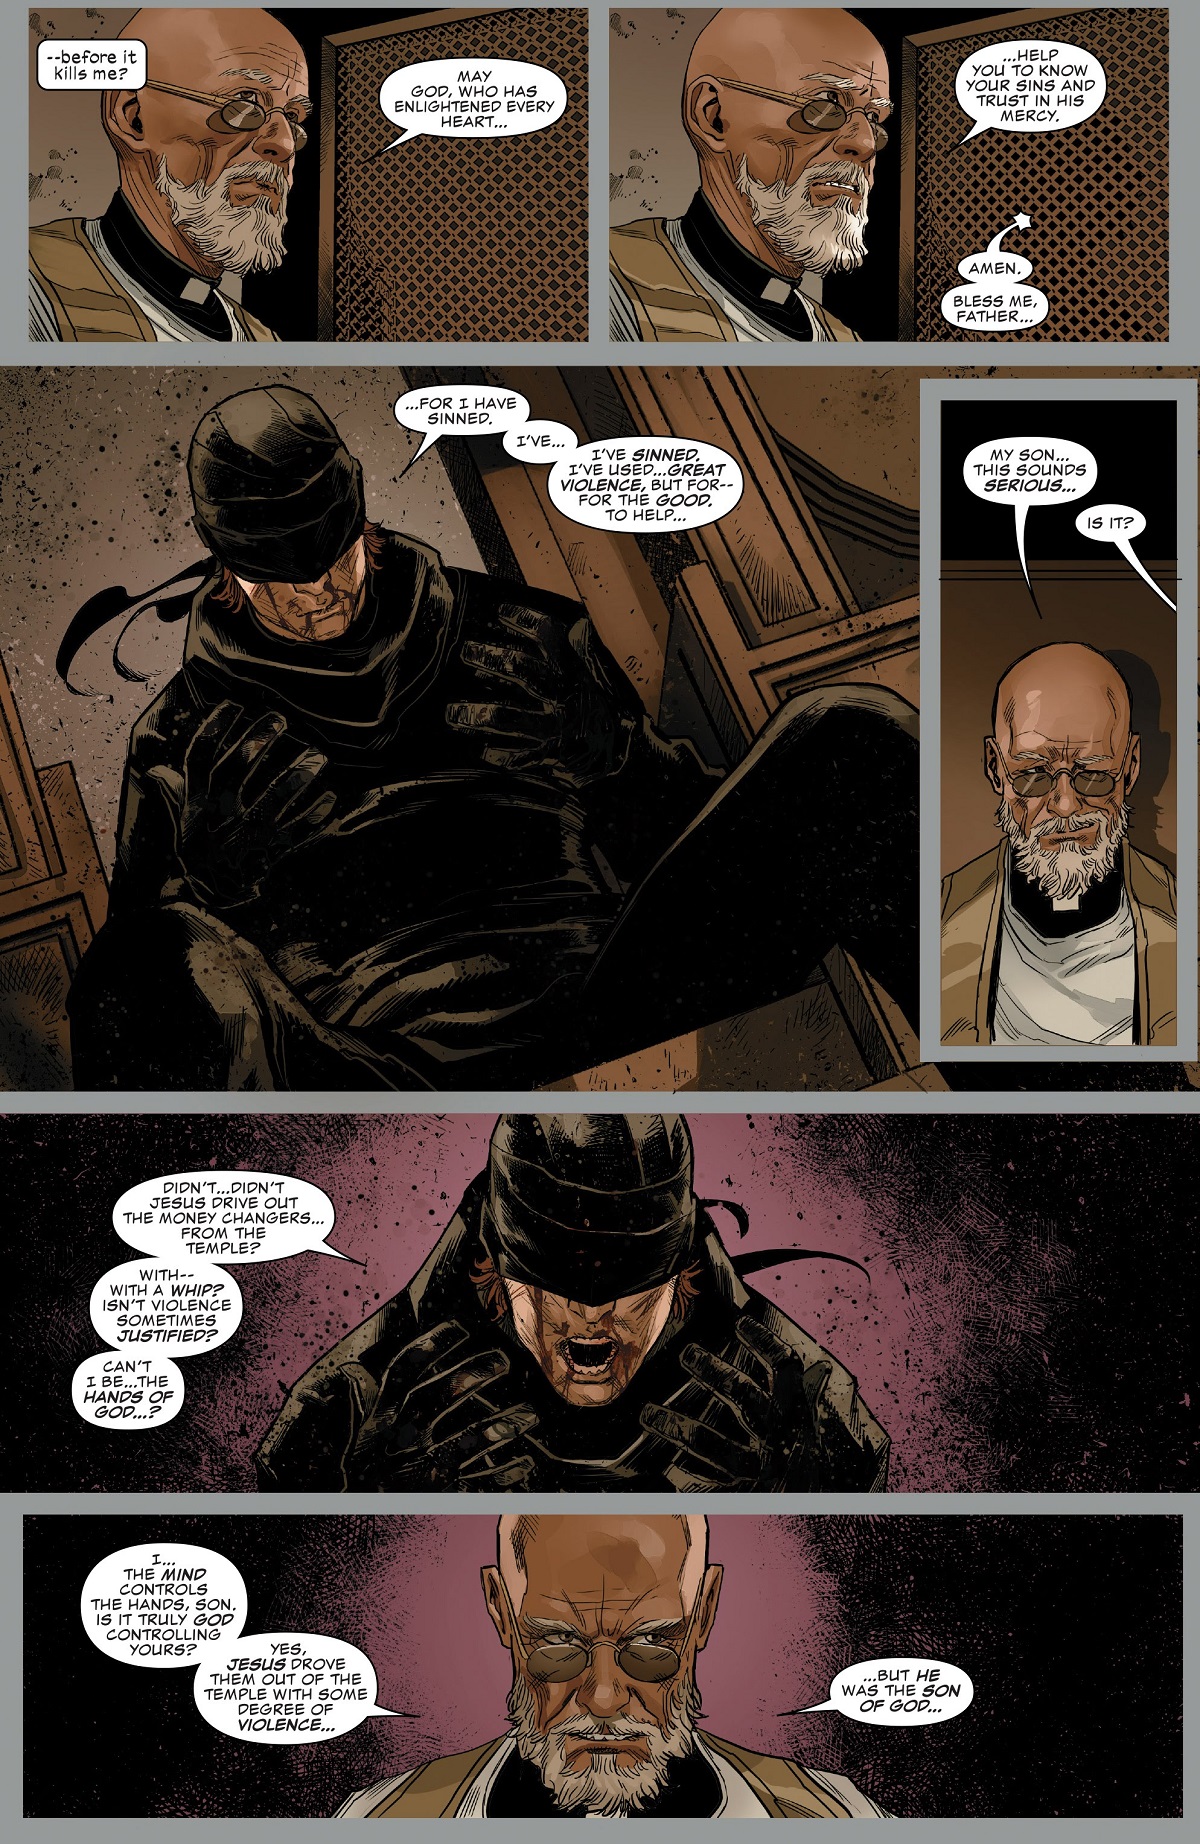 --before it
kills me?
MAY
GOD, WHO HAS
ENLIGHTENED EVERY
HEART...
...HELP
YOU TO KNOW
YOUR SINS AND
TRUST IN HIS
MERCY.
AMEN.
BLESS ME,
FATHER...
...FOR I HAVE
SINNED.
I'VE...
I'VE SINNED.
I'VE USED...GREAT
VIOLENCE, BUT FOR--
FOR THE GOOD.
TO HELP...
MY SON...
THIS SOUNDS
SERIOUS...
IS IT?
DIDN'T...DIDN'T
JESUS DRIVE OUT
THE MONEY CHANGERS...
FROM THE
TEMPLE?
WITH--
WITH A WHIP?
ISN'T VIOLENCE
SOMETIMES
JUSTIFIED?
CAN'T
I BE...THE
HANDS OF
GOD...?
I...
THE MIND
CONTROLS
THE HANDS, SON.
IS IT TRULY GOD
CONTROLLING
YOURS?
YES,
JESUS DROVE
THEM OUT OF THE
TEMPLE WITH SOME
DEGREE OF
VIOLENCE...
...BUT HE
WAS THE SON
OF GOD...